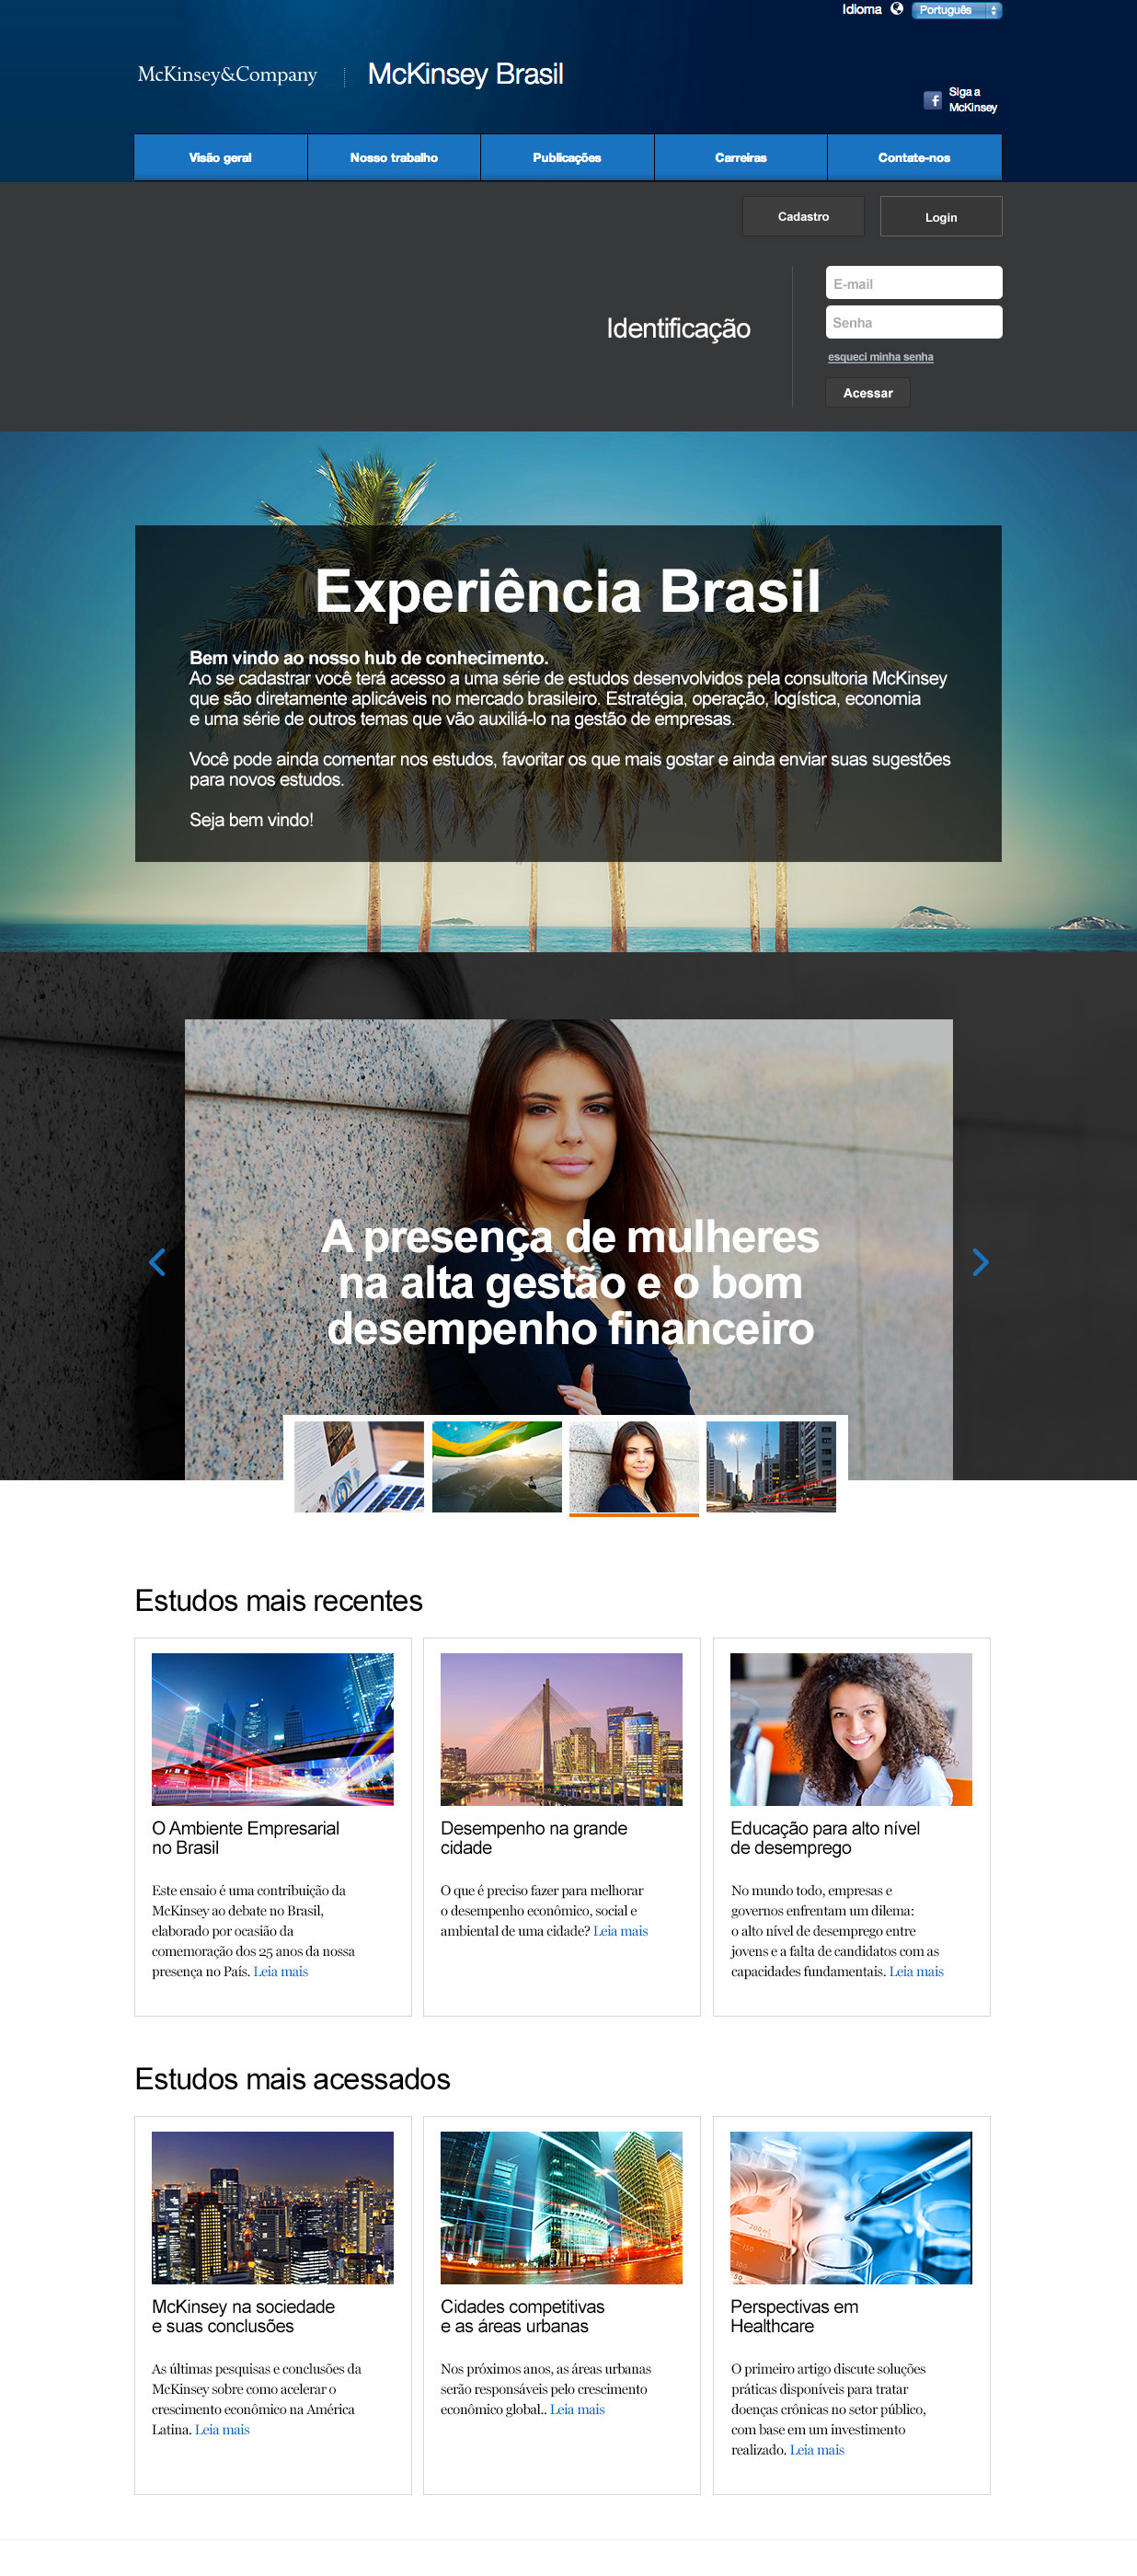 Idioma Português
McKinsey&Company McKinsey Brasil
Siga a
McKinsey
Visão geral Nosso trabalho Publicações Carreiras Contate-nos
Cadastro Login
E-mail
Senha
Identificação
esqueci minha senha
Acessar
Experiência Brasil
Bem vindo ao nosso hub de conhecimento.
Ao se cadastrar você terá acesso a uma série de estudos desenvolvidos pela consultoria McKinsey
que são diretamente aplicáveis no mercado brasileiro. Estratégia, operação, logística, economia
e uma série de outros temas que vão auxiliá-lo na gestão de empresas.
Você pode ainda comentar nos estudos, favoritar os que mais gostar e ainda enviar suas sugestões
para novos estudos.
Seja bem vindo!
A presença de mulheres
na alta gestão e o bom
desempenho financeiro
Estudos mais recentes
O Ambiente Empresarial
no Brasil
Este ensaio é uma contribuição da
McKinsey ao debate no Brasil,
elaborado por ocasião da
comemoração dos 25 anos da nossa
presença no País. Leia mais
Desempenho na grande
cidade
O que é preciso fazer para melhorar
o desempenho econômico, social e
ambiental de uma cidade? Leia mais
Educação para alto nível
de desemprego
No mundo todo, empresas e
governos enfrentam um dilema:
o alto nível de desemprego entre
jovens e a falta de candidatos com as
capacidades fundamentais. Leia mais
Estudos mais acessados
McKinsey na sociedade
e suas conclusões
As últimas pesquisas e conclusões da
McKinsey sobre como acelerar o
crescimento econômico na América
Latina. Leia mais
Cidades competitivas
e as áreas urbanas
Nos próximos anos, as áreas urbanas
serão responsáveis pelo crescimento
econômico global.. Leia mais
Perspectivas em
Healthcare
O primeiro artigo discute soluções
práticas disponíveis para tratar
doenças crônicas no setor público,
com base em um investimento
realizado. Leia mais